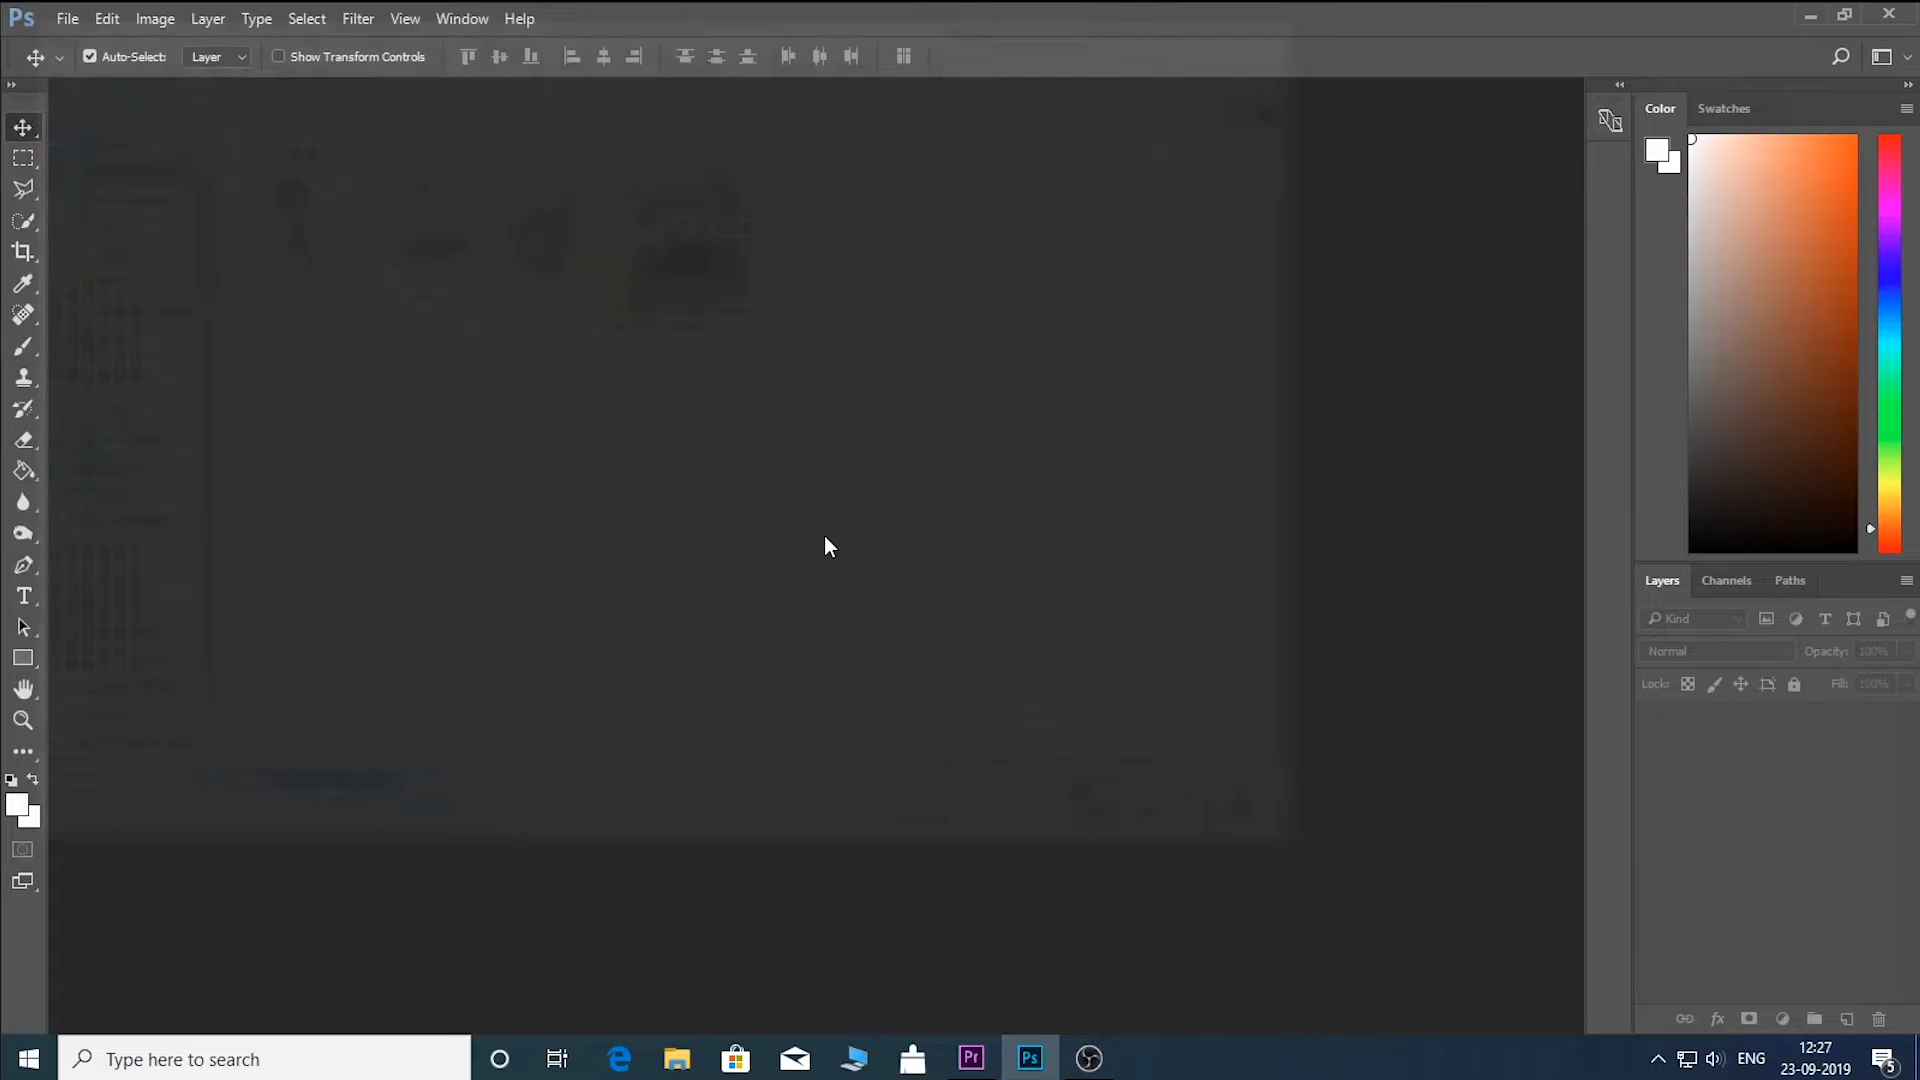 Ps File Edit Image Layer Type Select Filter View Window Help
Auto-Select: Layer Show Transform Controls
Color Swatches
Layers Channels Paths
Kind
Normal Opacity: 100%
Lock: Fill: 100%
fx
Type here to search
Pr Ps
ENG
12:27
23-09-2019
5